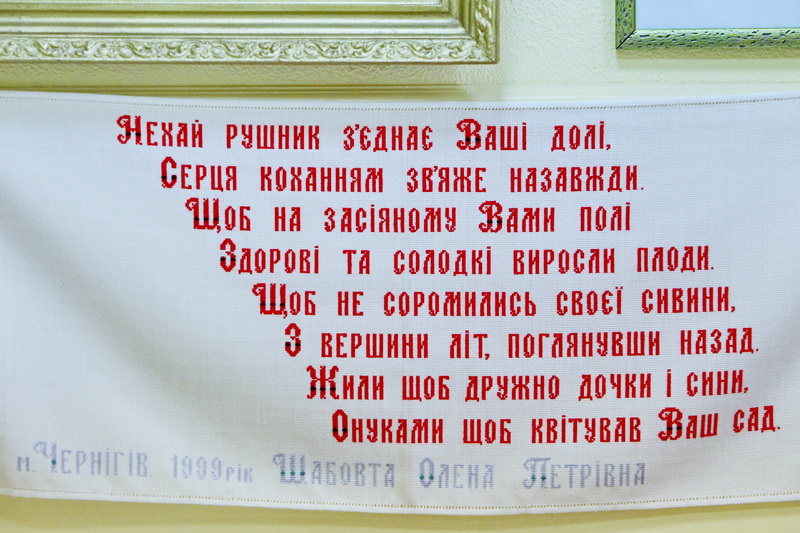 Нехай рушник з'єднає Ваші долі,
Серця коханням зв'яже назавжди.
Щоб на засіяному Вами полі
Здорові та солодкі виросли плоди.
Щоб не соромились своєї сивини,
З вершини літ, поглянувши назад.
Жили щоб дружно дочки і сини,
Онуками щоб квітував Ваш сад.
м. Чернігів. 1999 рік Шабовта Олена Петрівна